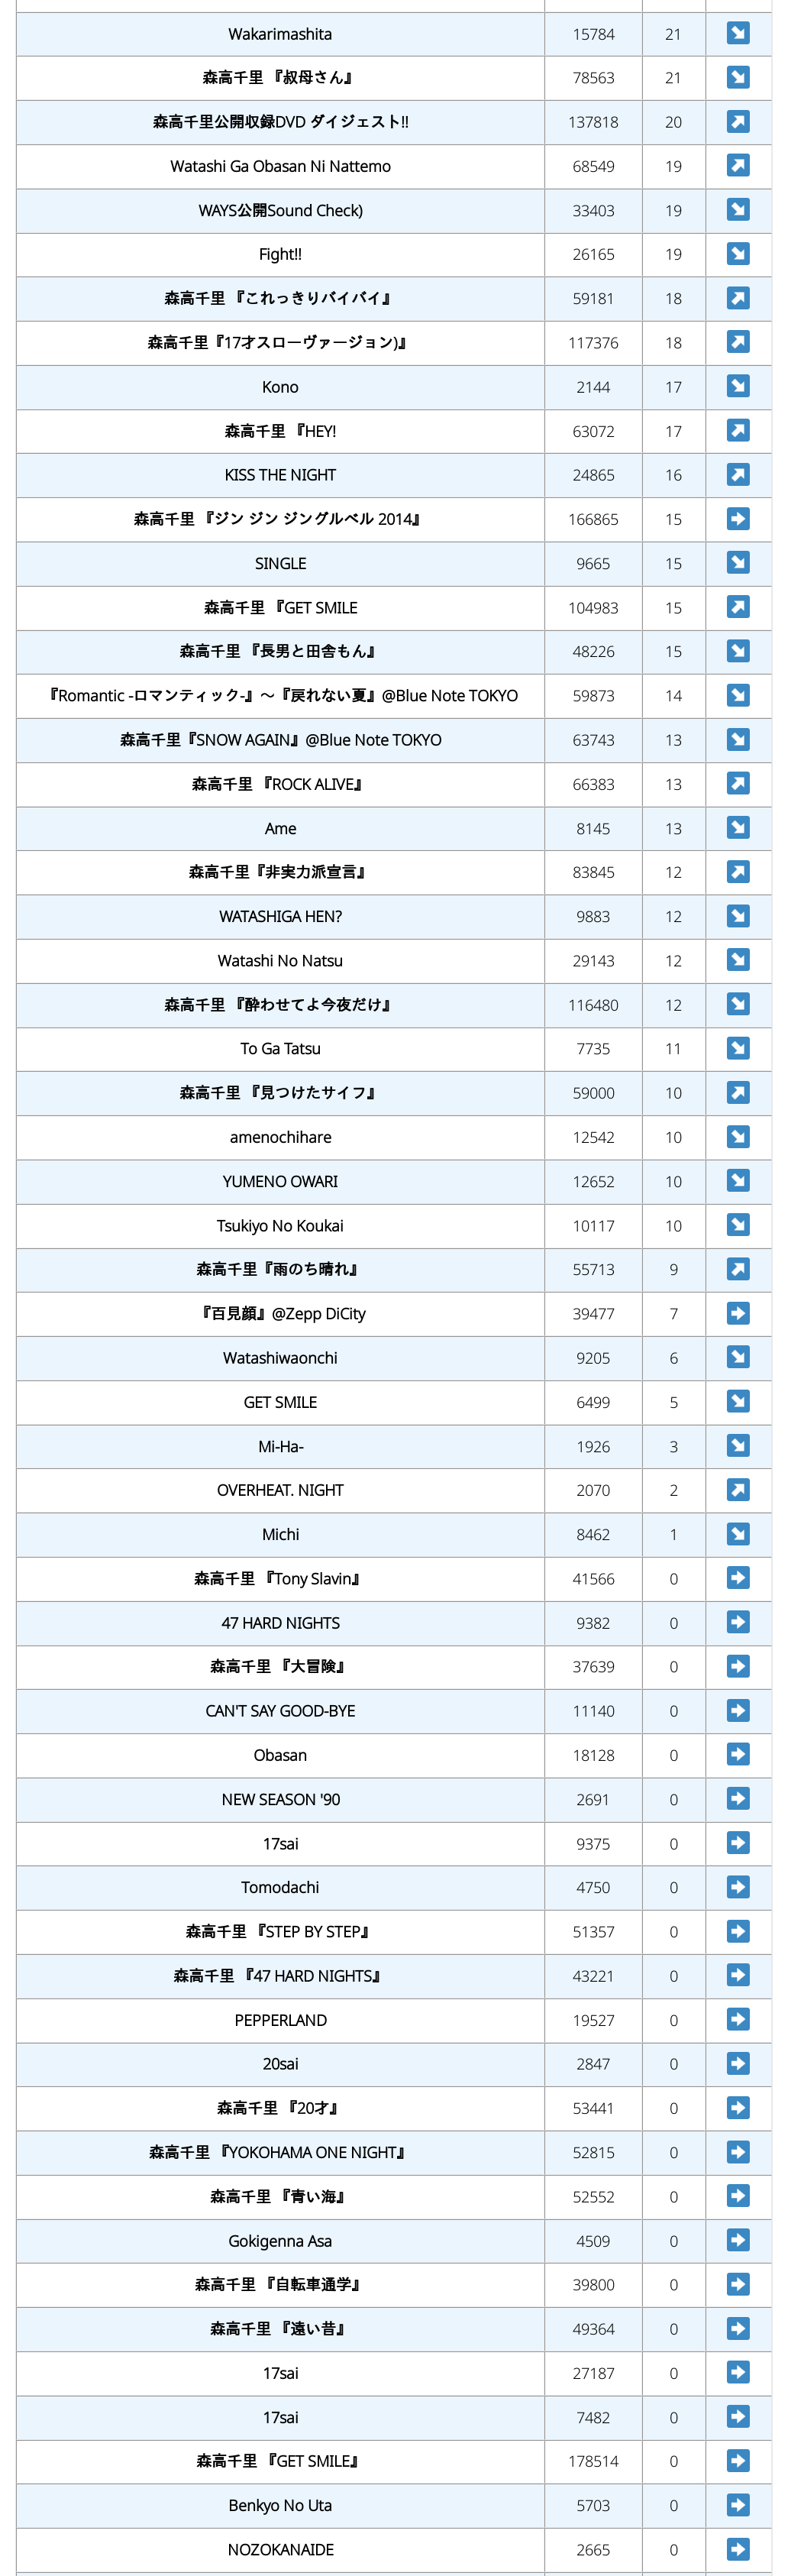 Wakarimashita 15784 21
森高千里 『叔母さん』 78563 21
森高千里公開収録DVD ダイジェスト!! 137818 20
Watashi Ga Obasan Ni Nattemo 68549 19
WAYS公開Sound Check) 33403 19
Fight!! 26165 19
森高千里 『これっきりバイバイ』 59181 18
森高千里『17才スローヴァージョン)』 117376 18
Kono 2144 17
森高千里 『HEY! 63072 17
KISS THE NIGHT 24865 16
森高千里 『ジン ジン ジングルベル 2014』 166865 15
SINGLE 9665 15
森高千里 『GET SMILE 104983 15
森高千里 『長男と田舎もん』 48226 15
『Romantic -ロマンティック-』〜『戻れない夏』@Blue Note TOKYO 59873 14
森高千里『SNOW AGAIN』@Blue Note TOKYO 63743 13
森高千里 『ROCK ALIVE』 66383 13
Ame 8145 13
森高千里『非実力派宣言』 83845 12
WATASHIGA HEN? 9883 12
Watashi No Natsu 29143 12
森高千里 『酔わせてよ今夜だけ』 116480 12
To Ga Tatsu 7735 11
森高千里 『見つけたサイフ』 59000 10
amenochihare 12542 10
YUMENO OWARI 12652 10
Tsukiyo No Koukai 10117 10
森高千里『雨のち晴れ』 55713 9
『百見顔』@Zepp DiCity 39477 7
Watashiwaonchi 9205 6
GET SMILE 6499 5
Mi-Ha- 1926 3
OVERHEAT. NIGHT 2070 2
Michi 8462 1
森高千里 『Tony Slavin』 41566 0
47 HARD NIGHTS 9382 0
森高千里 『大冒険』 37639 0
CAN'T SAY GOOD-BYE 11140 0
Obasan 18128 0
NEW SEASON '90 2691 0
17sai 9375 0
Tomodachi 4750 0
森高千里 『STEP BY STEP』 51357 0
森高千里 『47 HARD NIGHTS』 43221 0
PEPPERLAND 19527 0
20sai 2847 0
森高千里 『20才』 53441 0
森高千里 『YOKOHAMA ONE NIGHT』 52815 0
森高千里 『青い海』 52552 0
Gokigenna Asa 4509 0
森高千里 『自転車通学』 39800 0
森高千里 『遠い昔』 49364 0
17sai 27187 0
17sai 7482 0
森高千里 『GET SMILE』 178514 0
Benkyo No Uta 5703 0
NOZOKANAIDE 2665 0